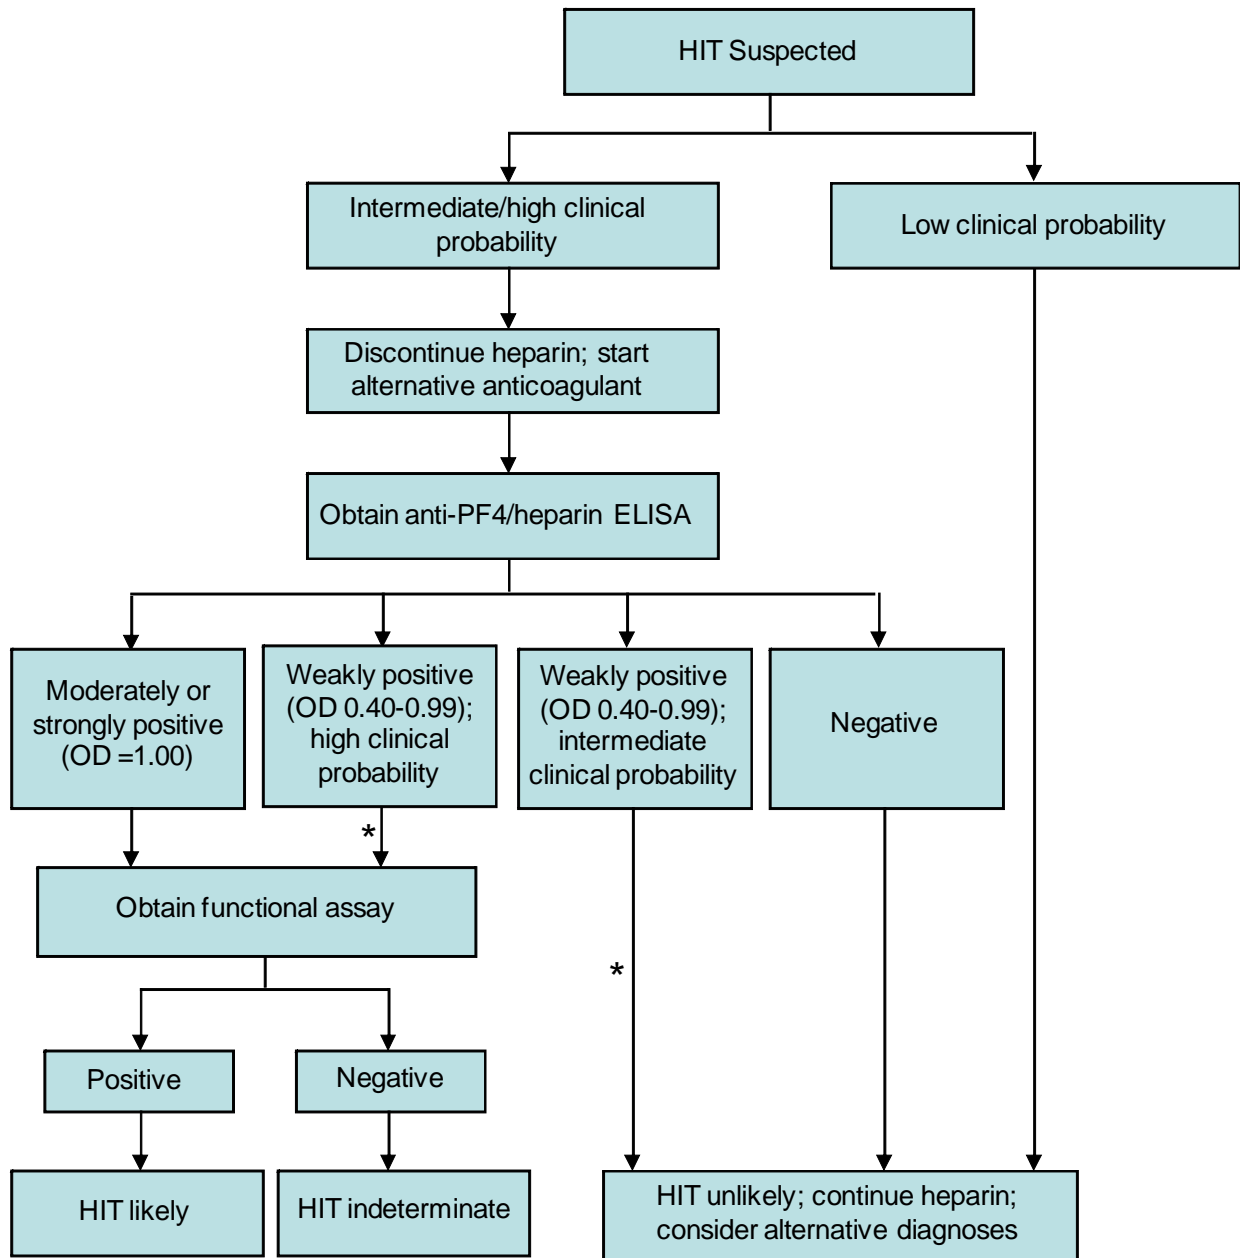 HIT Suspected
Intermediate/high clinical
probability
Low clinical probability
Discontinue heparin; start
alternative anticoagulant
Obtain anti-PF4/heparin ELISA
Moderately or
strongly positive
(OD =1.00)
Weakly positive
(OD 0.40-0.99);
high clinical
probability
Weakly positive
(OD 0.40-0.99);
intermediate
clinical probability
Negative
*
Obtain functional assay
*
Positive
Negative
HIT likely
HIT indeterminate
HIT unlikely; continue heparin;
consider alternative diagnoses